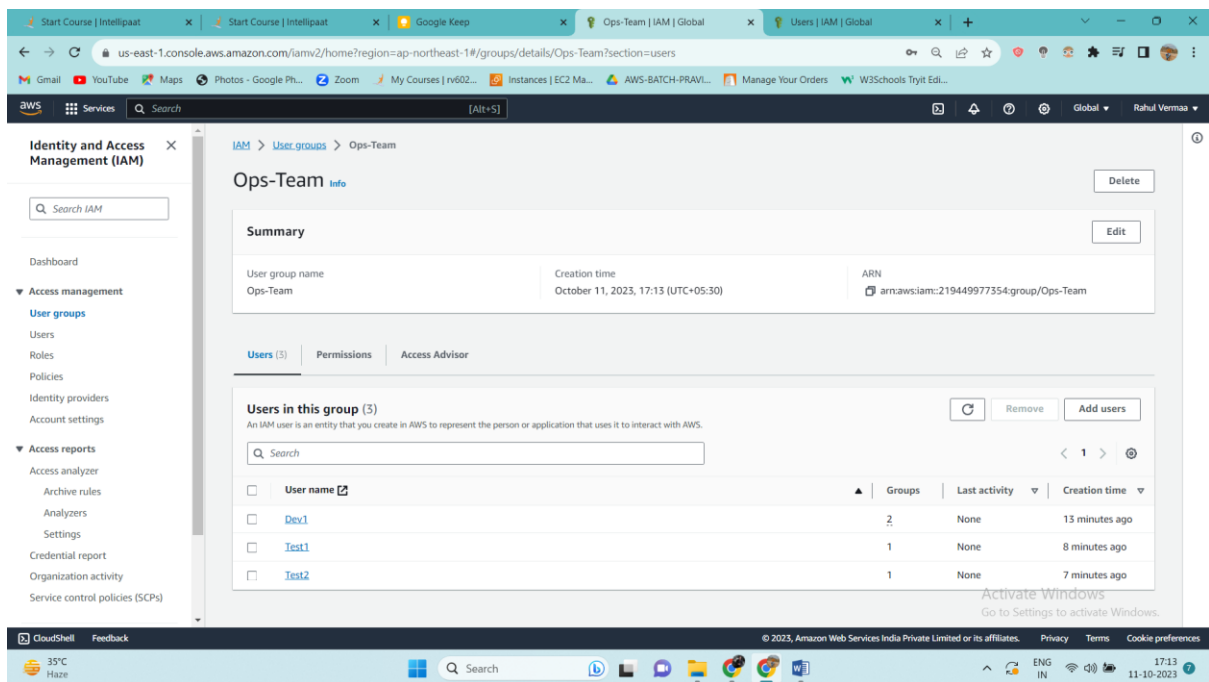 Start Course | Intellipaat
Start Course | Intellipaat
Google Keep
Ops-Team | IAM | Global
Users | IAM | Global
us-east-1.console.aws.amazon.com/iamv2/home?region=ap-northeast-1#/groups/details/Ops-Team?section=users
Gmail YouTube Maps Photos - Google Ph... Zoom My Courses | rv602... Instances | EC2 Ma... AWS-BATCH-PRAVI... Manage Your Orders W3Schools Tryit Edi...
aws Services Search [Alt+S] Global Rahul Vermaa
Identity and Access
Management (IAM)
Search IAM
Dashboard
Access management
User groups
Users
Roles
Policies
Identity providers
Account settings
Access reports
Access analyzer
Archive rules
Analyzers
Settings
Credential report
Organization activity
Service control policies (SCPs)
IAM > User groups > Ops-Team
Ops-Team Info
Delete
Summary
Edit
User group name
Ops-Team
Creation time
October 11, 2023, 17:13 (UTC+05:30)
ARN
arn:aws:iam::219449977354:group/Ops-Team
Users (3) Permissions Access Advisor
Users in this group (3)
An IAM user is an entity that you create in AWS to represent the person or application that uses it to interact with AWS.
Remove Add users
Search
1
User name Groups Last activity Creation time
Dev1 2 None 13 minutes ago
Test1 1 None 8 minutes ago
Test2 1 None 7 minutes ago
Activate Windows
Go to Settings to activate Windows.
CloudShell Feedback © 2023, Amazon Web Services India Private Limited or its affiliates. Privacy Terms Cookie preferences
35°C
Haze
Search
ENG
IN
17:13
11-10-2023
7